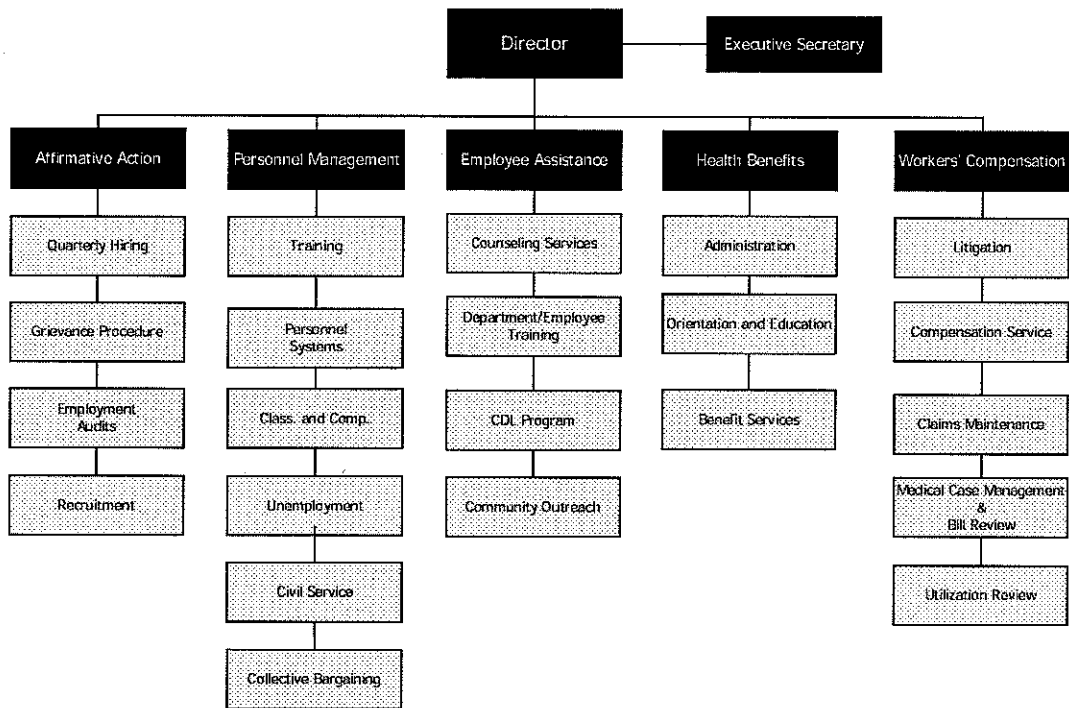 Director
Executive Secretary
Affirmative Action
Personnel Management
Employee Assistance
Health Benefits
Workers' Compensation
Quarterly Hiring
Grievance Procedure
Employment
Audits
Recruitment
Training
Personnel
Systems
Class. and Comp.
Unemployment
Civil Service
Collective Bargaining
Counseling Services
Department/Employee
Training
CDL Program
Community Outreach
Administration
Orientation and Education
Benefit Services
Litigation
Compensation Service
Claims Maintenance
Medical Case Management
&
Bill Review
Utilization Review